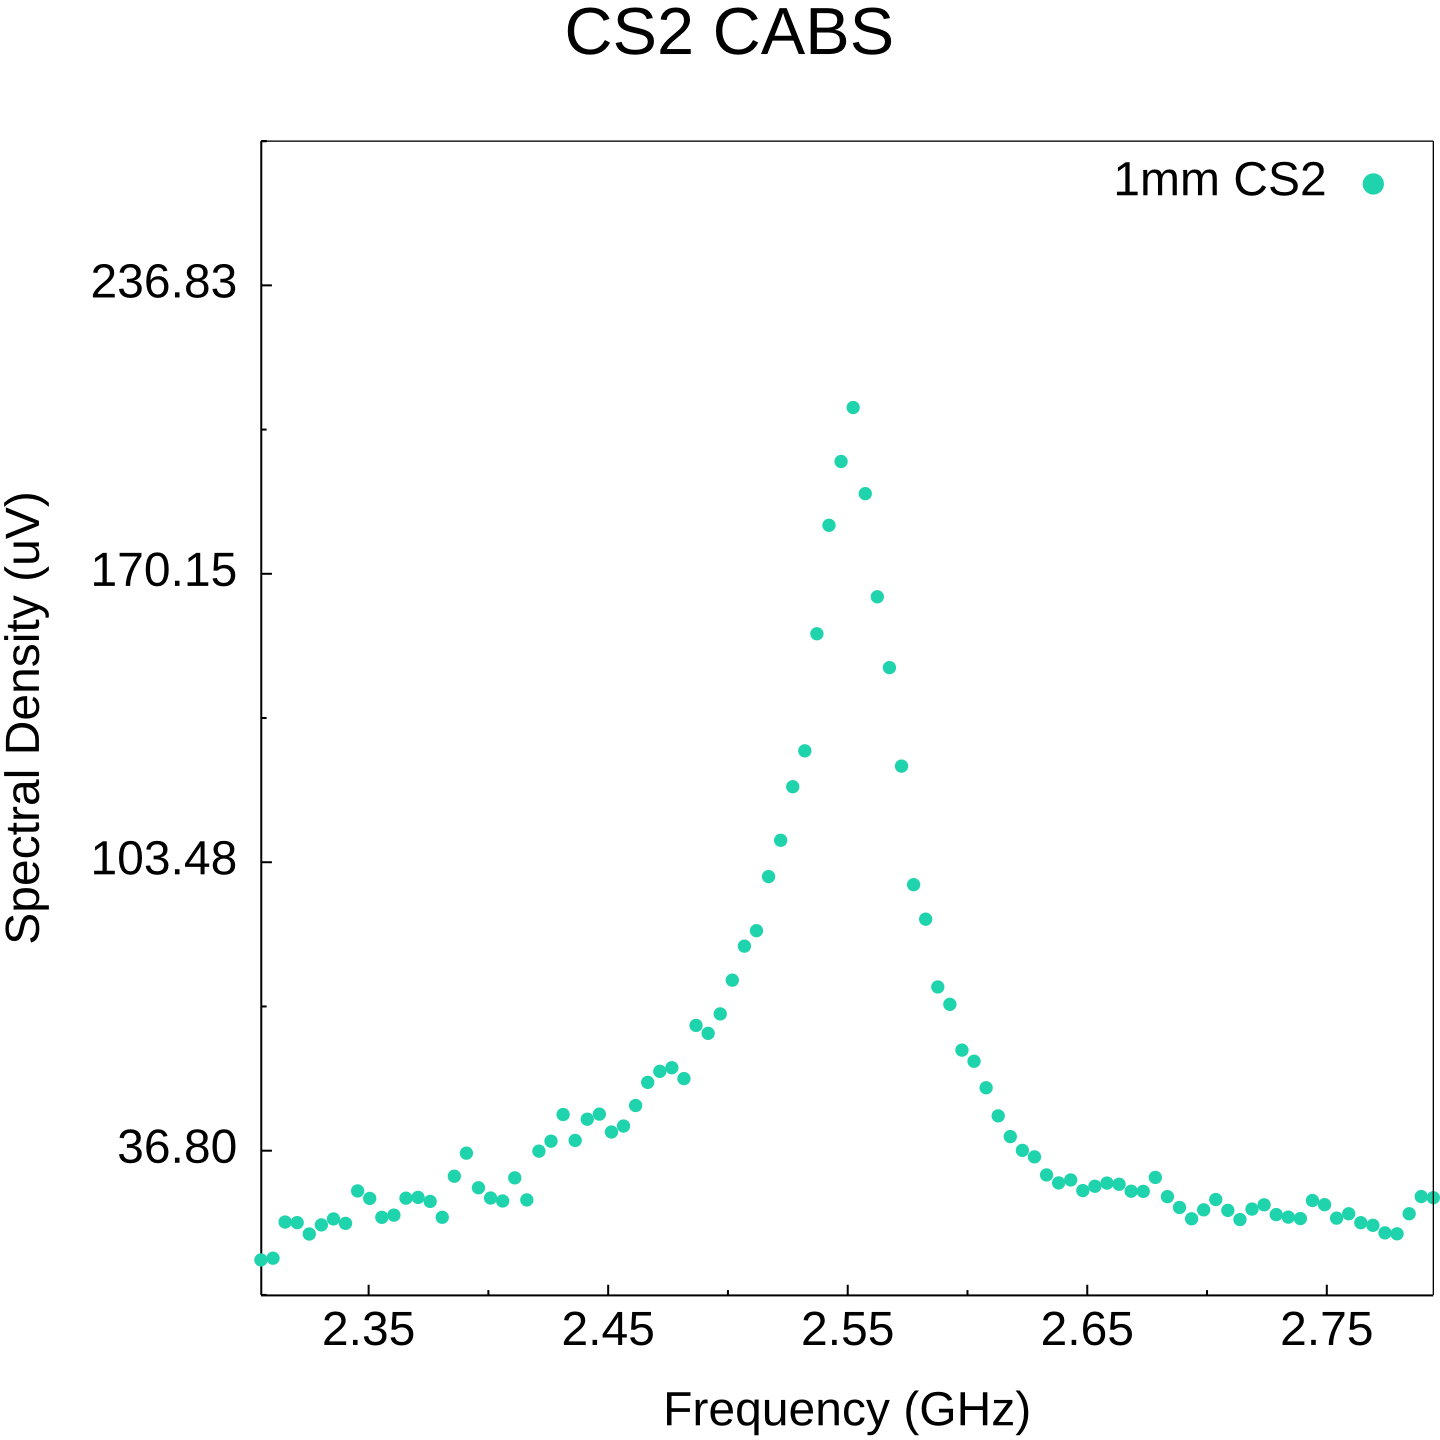 CS2 CABS
1mm CS2
236.83
170.15
103.48
36.80
Spectral Density (uV)
2.35 2.45 2.55 2.65 2.75
Frequency (GHz)